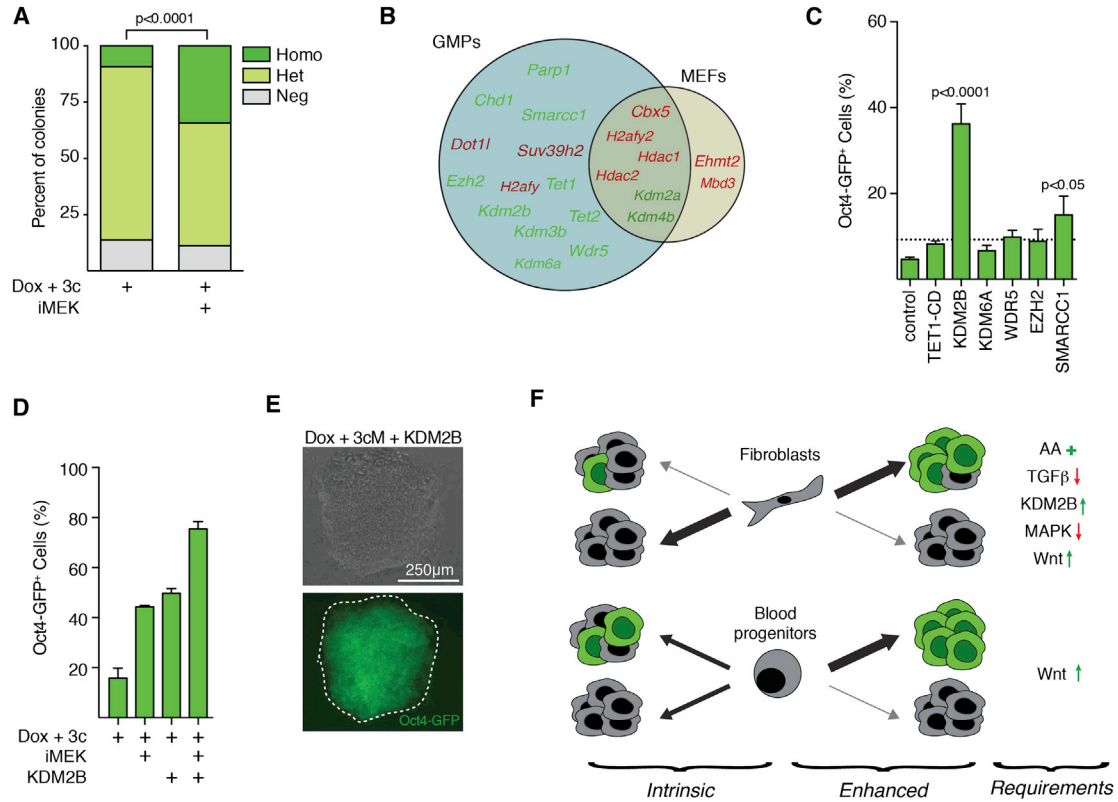 A
p<0.0001
Percent of colonies
100
75
50
25
Homo
Het
Neg
Dox + 3c + +
iMEK +
B
GMPs
MEFs
Parp1
Chd1
Smarcc1
Dot1l
Suv39h2
Ezh2
H2afy
Tet1
Kdm2b
Tet2
Kdm3b
Wdr5
Kdm6a
Cbx5
H2afy2
Hdac1
Hdac2
Kdm2a
Kdm4b
Ehmt2
Mbd3
C
Oct4-GFP+ Cells (%)
60
40
20
p<0.0001
p<0.05
control
TET1-CD
KDM2B
KDM6A
WDR5
EZH2
SMARCC1
D
Oct4-GFP+ Cells (%)
100
80
60
40
20
Dox + 3c + + + +
iMEK + +
KDM2B + +
E
Dox + 3cM + KDM2B
250µm
Oct4-GFP
F
Fibroblasts
AA +
TGFβ ↓
KDM2B ↑
MAPK ↓
Wnt ↑
Blood
progenitors
Wnt ↑
Intrinsic
Enhanced
Requirements